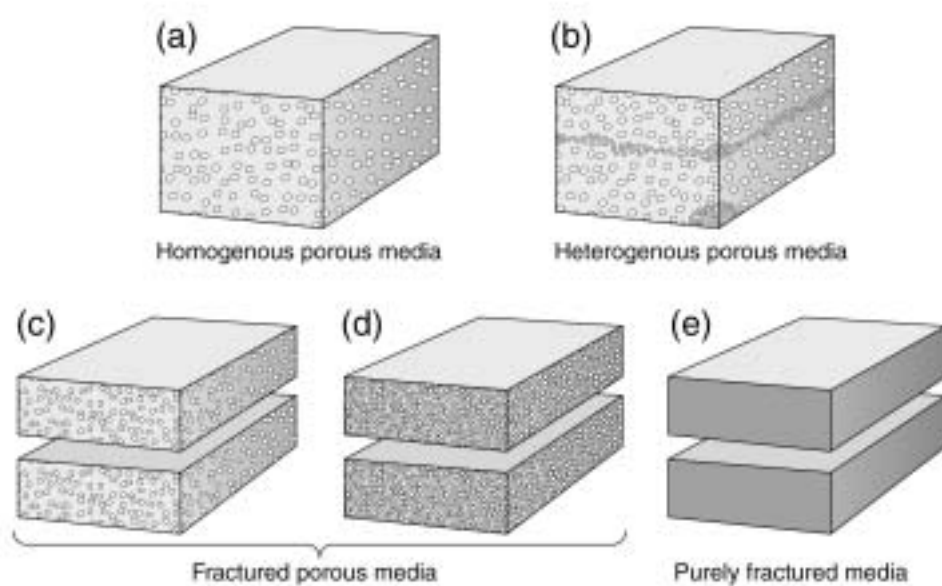 (a)
(b)
Homogenous porous media
Heterogenous porous media
(c)
(d)
(e)
Fractured porous media
Purely fractured media